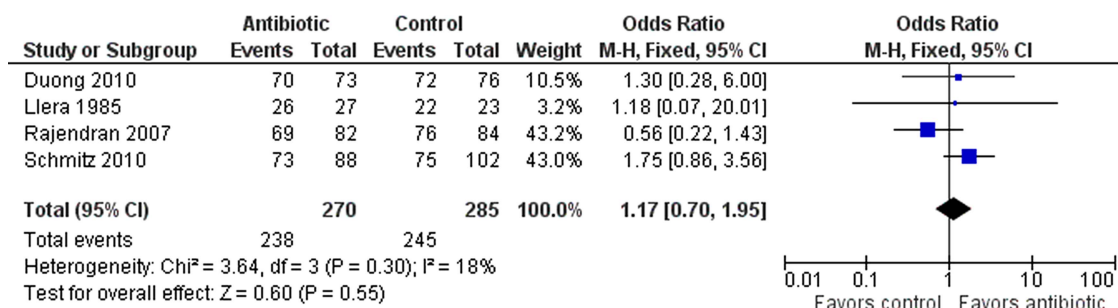 Antibiotic Control Odds Ratio Odds Ratio
Study or Subgroup Events Total Events Total Weight M-H, Fixed, 95% CI M-H, Fixed, 95% CI
Duong 2010 70 73 72 76 10.5% 1.30 [0.28, 6.00]
Llera 1985 26 27 22 23 3.2% 1.18 [0.07, 20.01]
Rajendran 2007 69 82 76 84 43.2% 0.56 [0.22, 1.43]
Schmitz 2010 73 88 75 102 43.0% 1.75 [0.86, 3.56]
Total (95% CI) 270 285 100.0% 1.17 [0.70, 1.95]
Total events 238 245
Heterogeneity: Chi² = 3.64, df = 3 (P = 0.30); I² = 18%
Test for overall effect: Z = 0.60 (P = 0.55)
0.01 0.1 1 10 100
Favors control Favors antibiotic